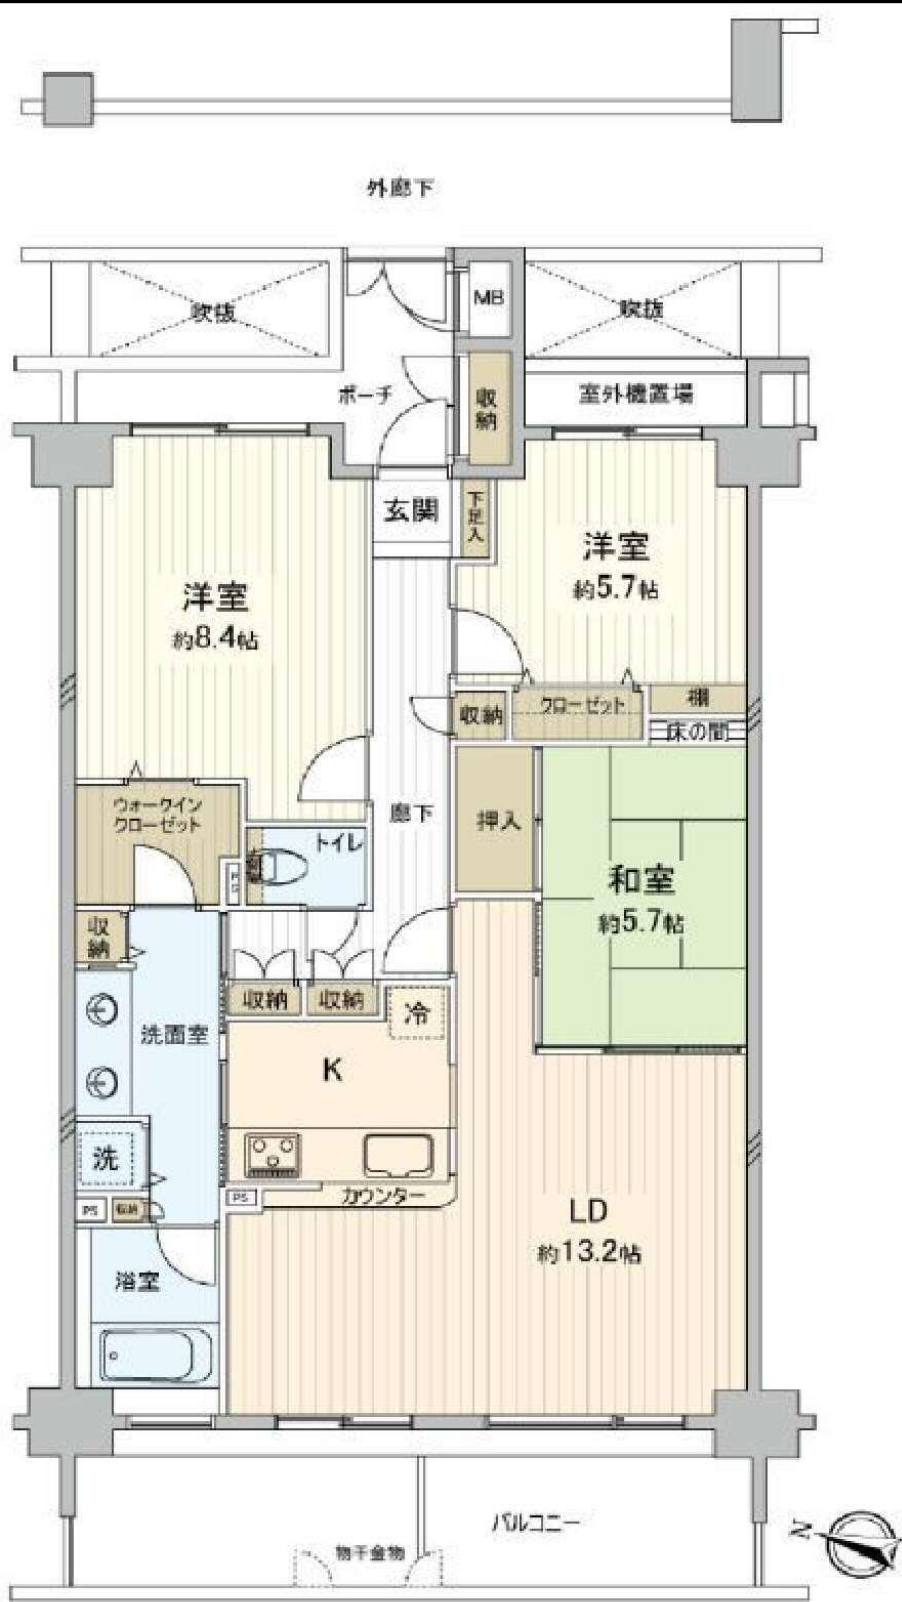 外廊下
吹抜
MB
吹抜
ポーチ
収納
室外機置場
玄関
下足入
洋室
約5.7帖
洋室
約8.4帖
収納
クローゼット
棚
床の間
ウォークイン
クローゼット
トイレ
PS
廊下
押入
和室
約5.7帖
収納
収納
収納
冷
洗面室
K
洗
PS
収納
PS
カウンター
LD
約13.2帖
浴室
バルコニー
物干金物
N